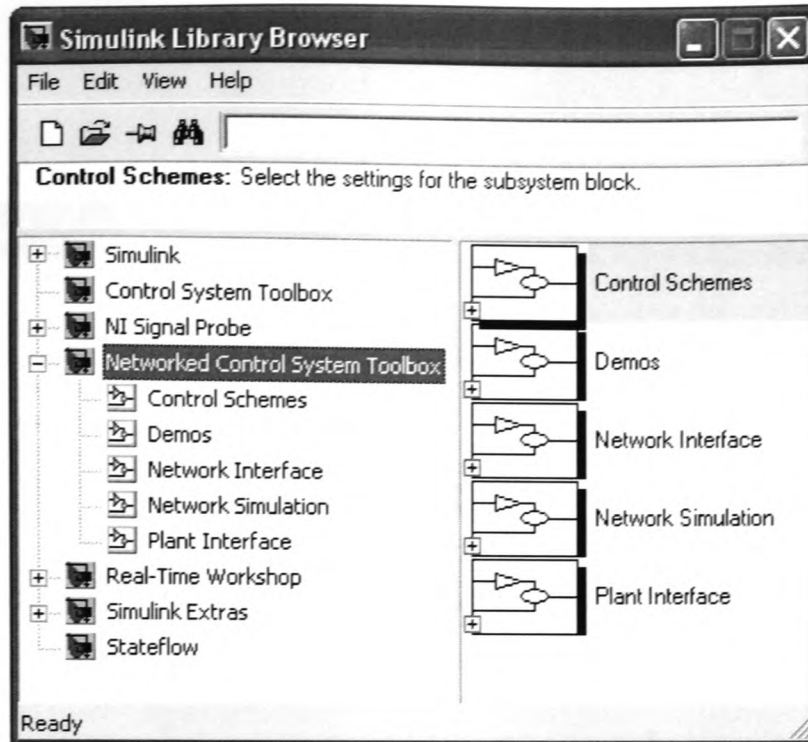 Simulink Library Browser
File Edit View Help
Control Schemes: Select the settings for the subsystem block.
Simulink
Control System Toolbox
NI Signal Probe
Networked Control System Toolbox
Control Schemes
Demos
Network Interface
Network Simulation
Plant Interface
Real-Time Workshop
Simulink Extras
Stateflow
Control Schemes
Demos
Network Interface
Network Simulation
Plant Interface
Ready